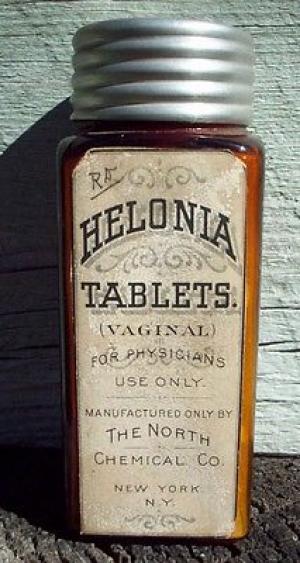 HELONIA
TABLETS.
(VAGINAL)
FOR PHYSICIANS
USE ONLY.
MANUFACTURED ONLY BY
THE NORTH
CHEMICAL CO.
NEW YORK
N.Y.